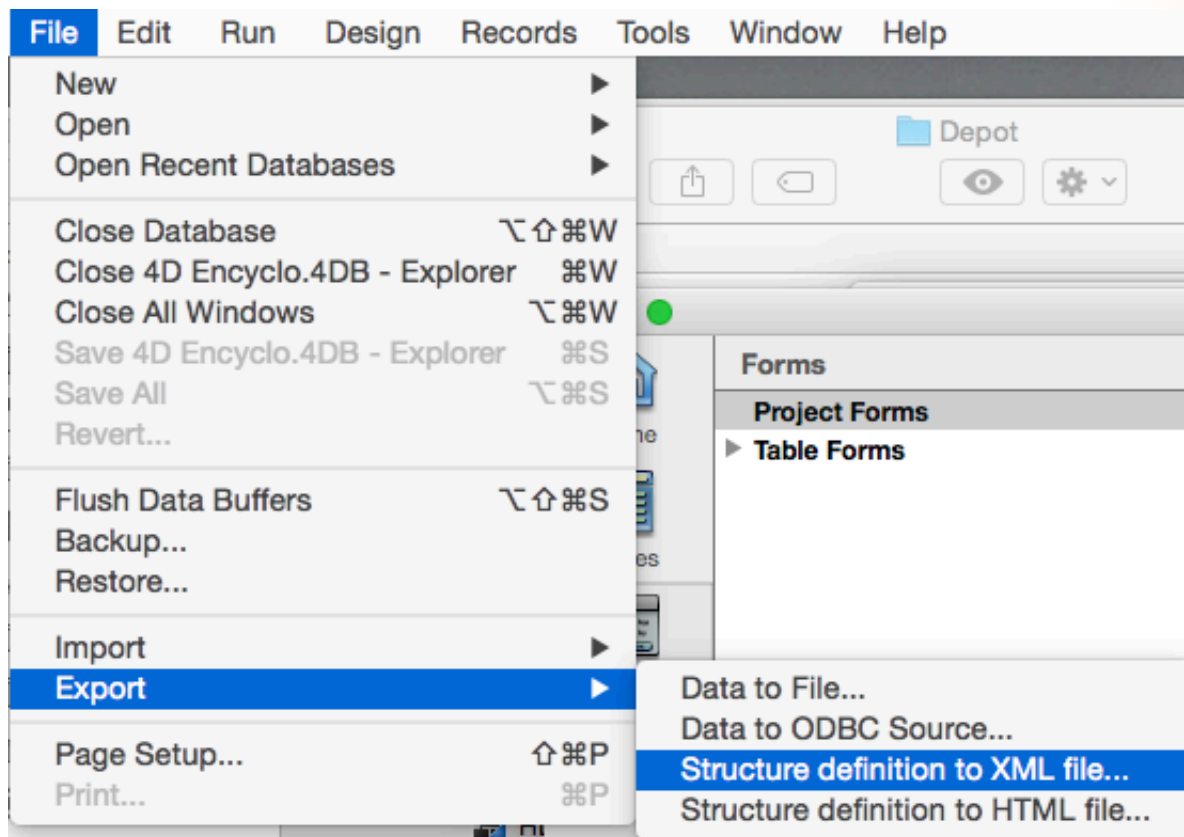 File Edit Run Design Records Tools Window Help
New
Open
Open Recent Databases
Close Database ⌥⇧⌘W
Close 4D Encyclo.4DB - Explorer ⌘W
Close All Windows ⌥⌘W
Save 4D Encyclo.4DB - Explorer ⌘S
Save All ⌥⌘S
Revert...
Flush Data Buffers ⌥⇧⌘S
Backup...
Restore...
Import
Export
Page Setup... ⇧⌘P
Print... ⌘P
Depot
Forms
Project Forms
Table Forms
Data to File...
Data to ODBC Source...
Structure definition to XML file...
Structure definition to HTML file...